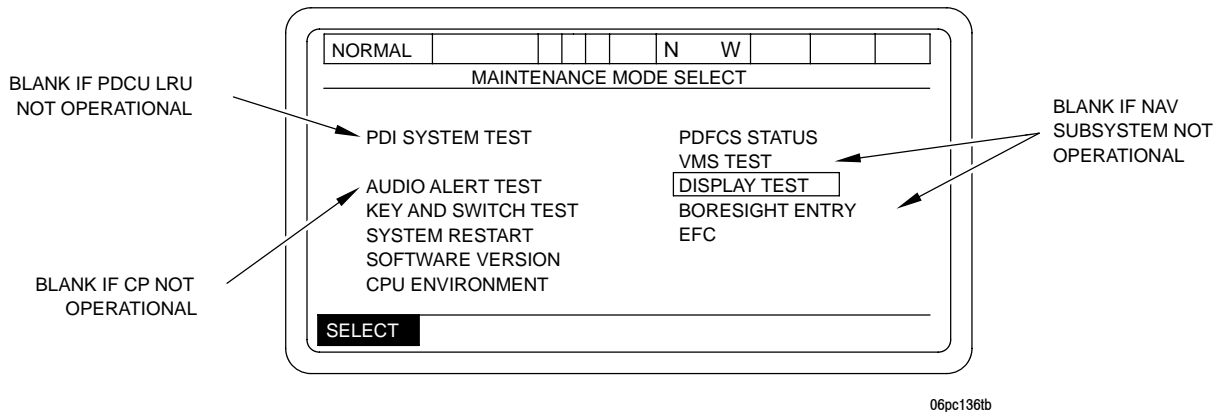 NORMAL N W
MAINTENANCE MODE SELECT
BLANK IF PDCU LRU
NOT OPERATIONAL
PDI SYSTEM TEST
AUDIO ALERT TEST
KEY AND SWITCH TEST
SYSTEM RESTART
SOFTWARE VERSION
CPU ENVIRONMENT
PDFCS STATUS
VMS TEST
DISPLAY TEST
BORESIGHT ENTRY
EFC
BLANK IF NAV
SUBSYSTEM NOT
OPERATIONAL
BLANK IF CP NOT
OPERATIONAL
SELECT
06pc136tb